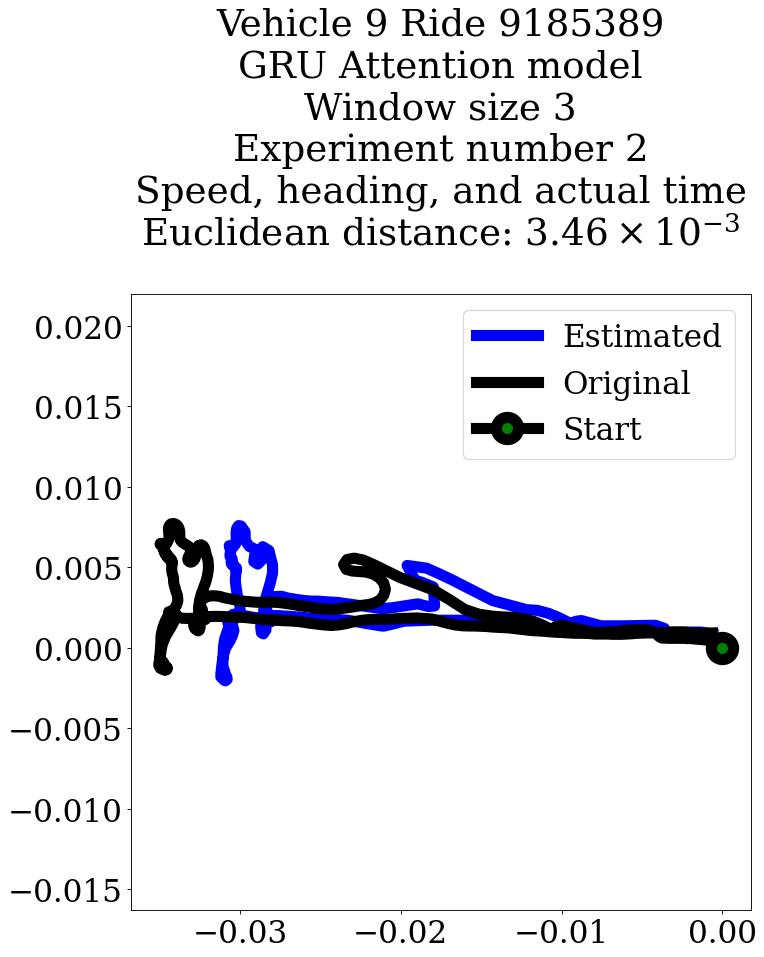 Vehicle 9 Ride 9185389
GRU Attention model
Window size 3
Experiment number 2
Speed, heading, and actual time
Euclidean distance: 3.46 × 10⁻³
Estimated
Original
Start
0.020
0.015
0.010
0.005
0.000
−0.005
−0.010
−0.015
−0.03
−0.02
−0.01
0.00